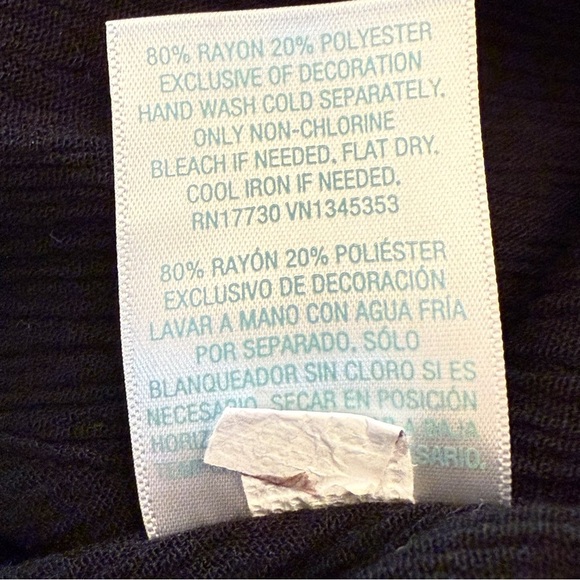 80% RAYON 20% POLYESTER
EXCLUSIVE OF DECORATION
HAND WASH COLD SEPARATELY.
ONLY NON-CHLORINE
BLEACH IF NEEDED. FLAT DRY.
COOL IRON IF NEEDED.
RN17730 VN1345353
80% RAYÓN 20% POLIÉSTER
EXCLUSIVO DE DECORACIÓN
LAVAR A MANO CON AGUA FRÍA
POR SEPARADO. SÓLO
BLANQUEADOR SIN CLORO SI ES
NECESARIO. SECAR EN POSICIÓN
A BAJA